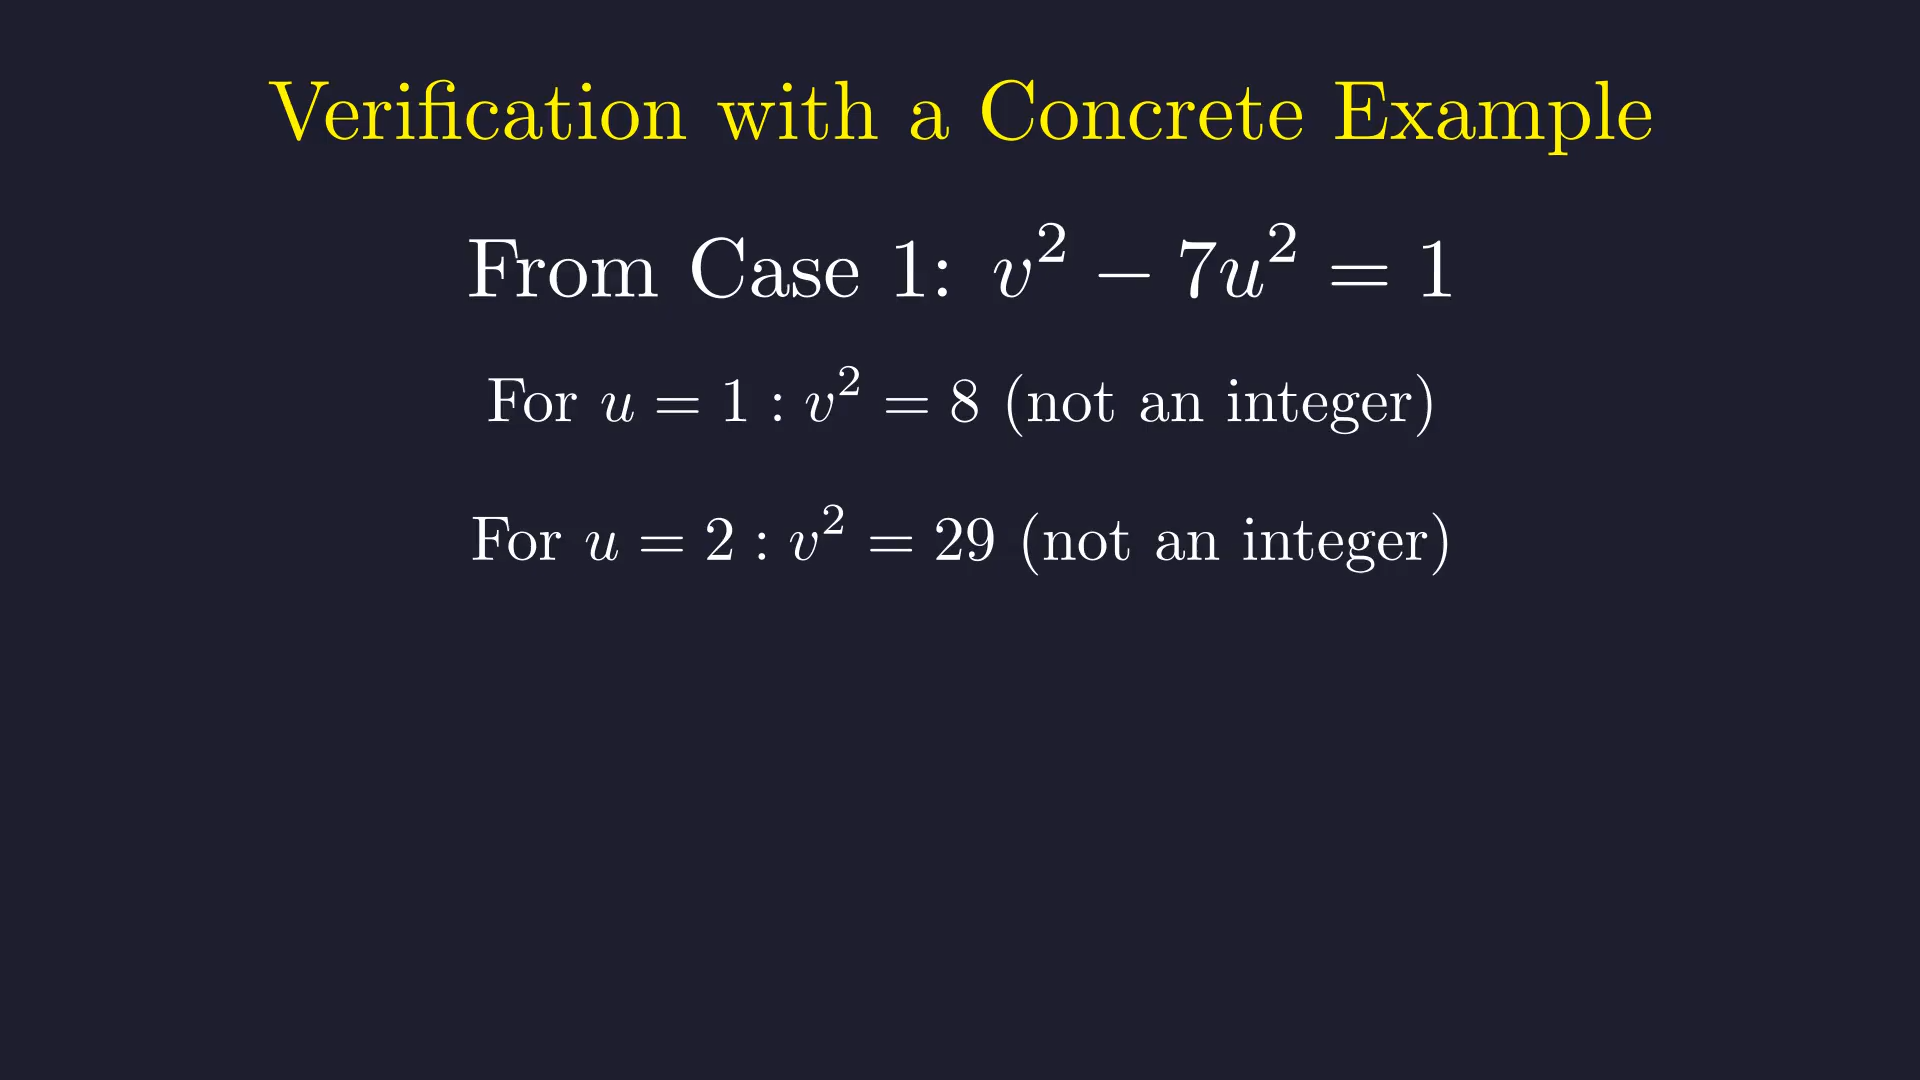 Verification with a Concrete Example
From Case 1: v² − 7u² = 1
For u = 1 : v² = 8 (not an integer)
For u = 2 : v² = 29 (not an integer)